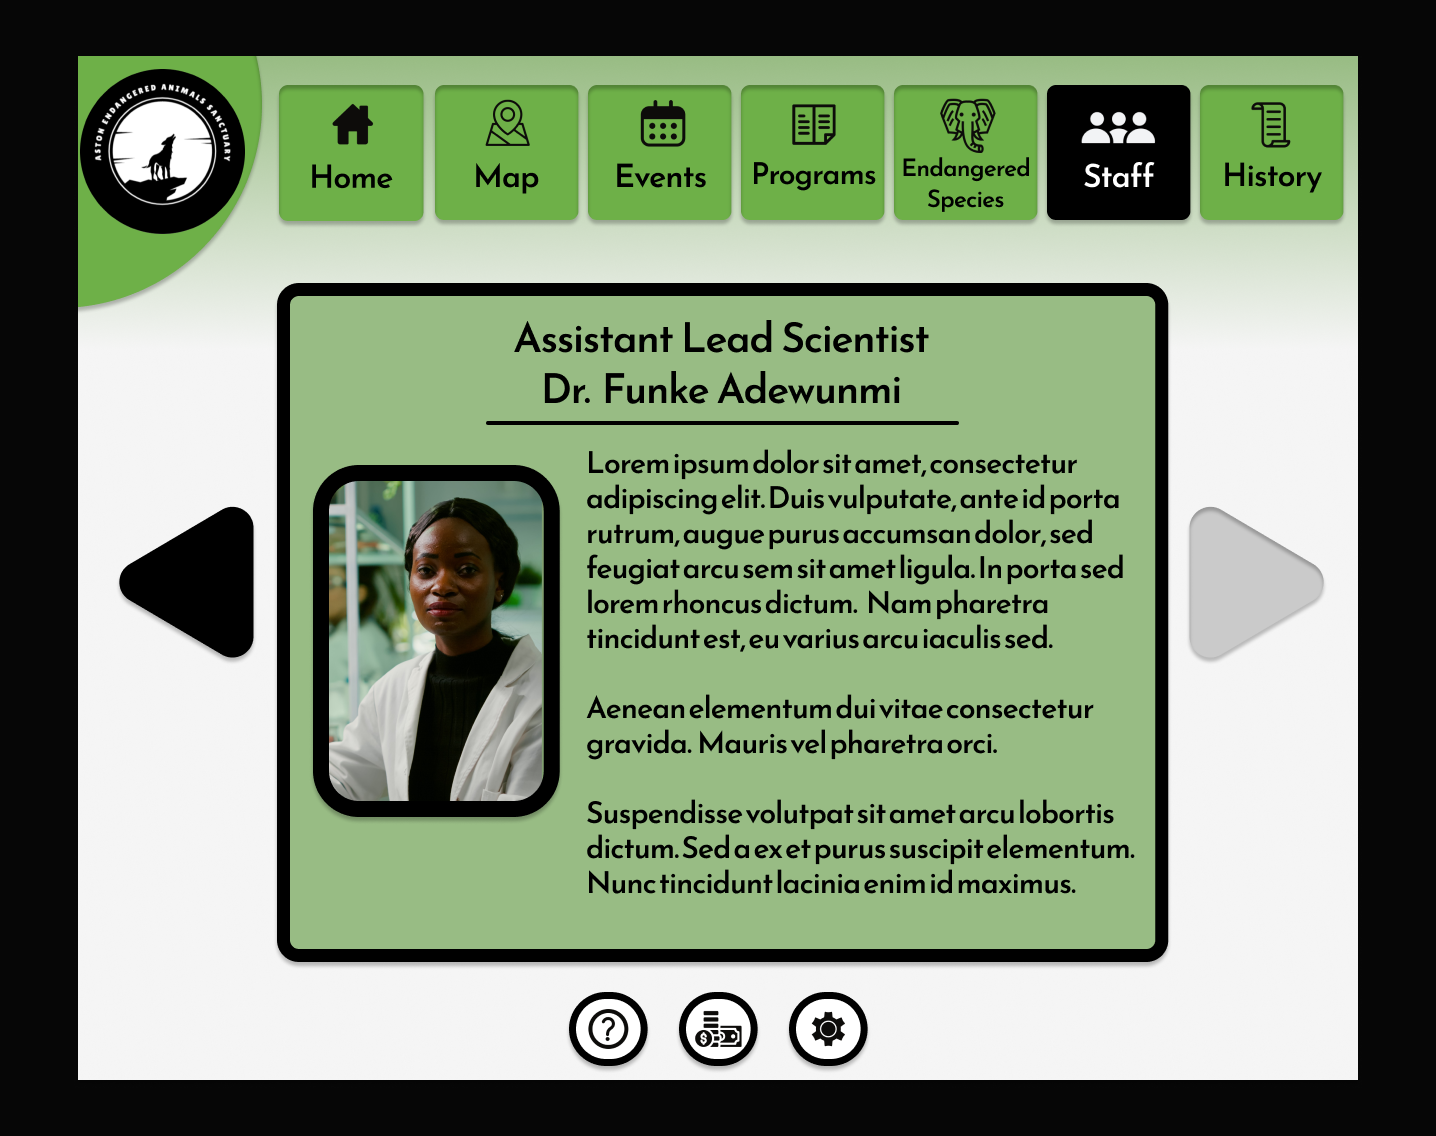 ASTON ENDANGERED ANIMALS SANCTUARY
Home
Map
Events
Programs
Endangered
Species
Staff
History
Assistant Lead Scientist
Dr. Funke Adewunmi
Lorem ipsum dolor sit amet, consectetur
adipiscing elit. Duis vulputate, ante id porta
rutrum, augue purus accumsan dolor, sed
feugiat arcu sem sit amet ligula. In porta sed
lorem rhoncus dictum. Nam pharetra
tincidunt est, eu varius arcu iaculis sed.
Aenean elementum dui vitae consectetur
gravida. Mauris vel pharetra orci.
Suspendisse volutpat sit amet arcu lobortis
dictum. Sed a ex et purus suscipit elementum.
Nunc tincidunt lacinia enim id maximus.
?
$